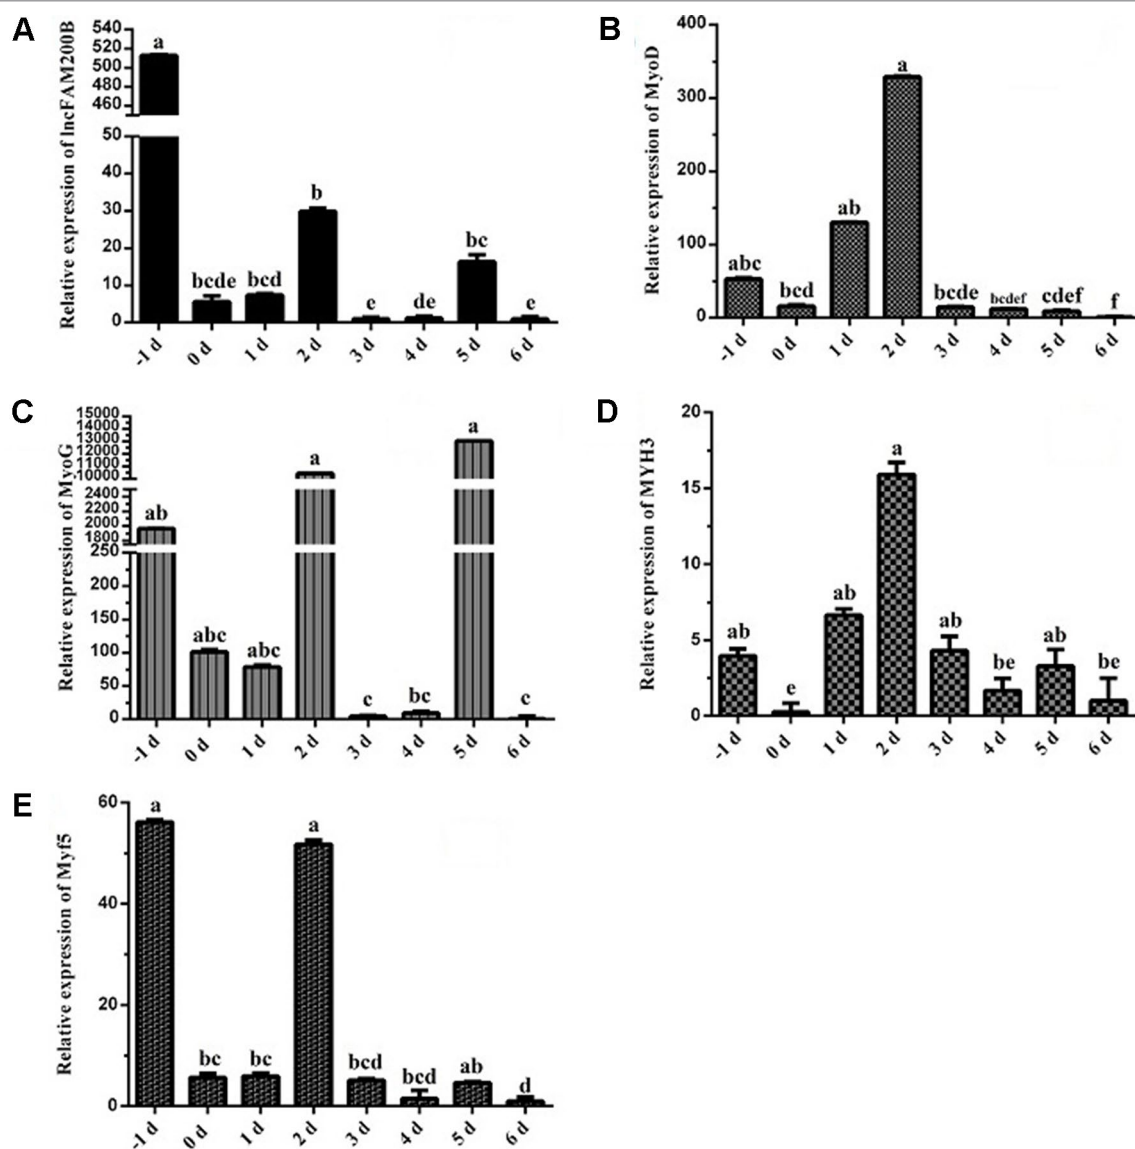 A
Relative expression of lncFAM200B
540
520
500
480
460
50
40
30
20
10
0
a
bcde
bcd
b
e
de
bc
e
-1 d
0 d
1 d
2 d
3 d
4 d
5 d
6 d
B
Relative expression of MyoD
400
300
200
100
0
abc
bcd
ab
a
bcde
bcdef
cdef
f
-1 d
0 d
1 d
2 d
3 d
4 d
5 d
6 d
C
Relative expression of MyoG
15000
14000
13000
12000
11000
10000
2400
2200
2000
1800
250
200
150
100
50
0
ab
abc
abc
a
c
bc
a
c
-1 d
0 d
1 d
2 d
3 d
4 d
5 d
6 d
D
Relative expression of MYH3
20
15
10
5
0
ab
e
ab
a
ab
be
ab
be
-1 d
0 d
1 d
2 d
3 d
4 d
5 d
6 d
E
Relative expression of Myf5
60
40
20
0
a
bc
bc
a
bcd
bcd
ab
d
-1 d
0 d
1 d
2 d
3 d
4 d
5 d
6 d